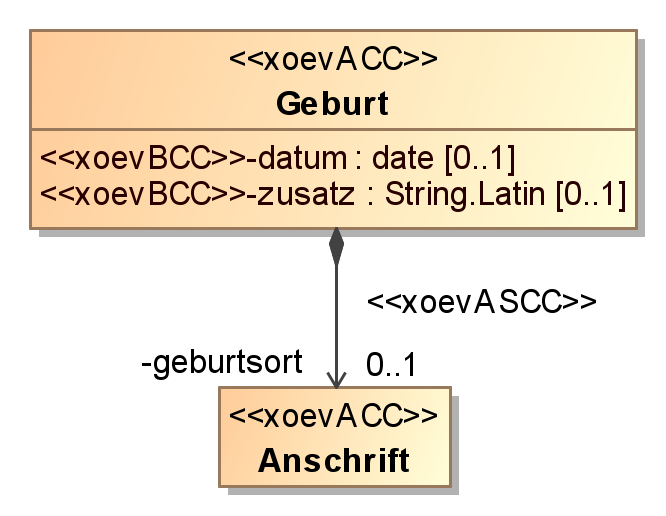 <<xoevACC>>
Geburt
<<xoevBCC>>-datum : date [0..1]
<<xoevBCC>>-zusatz : String.Latin [0..1]
<<xoevASCC>>
-geburtsort 0..1
<<xoevACC>>
Anschrift